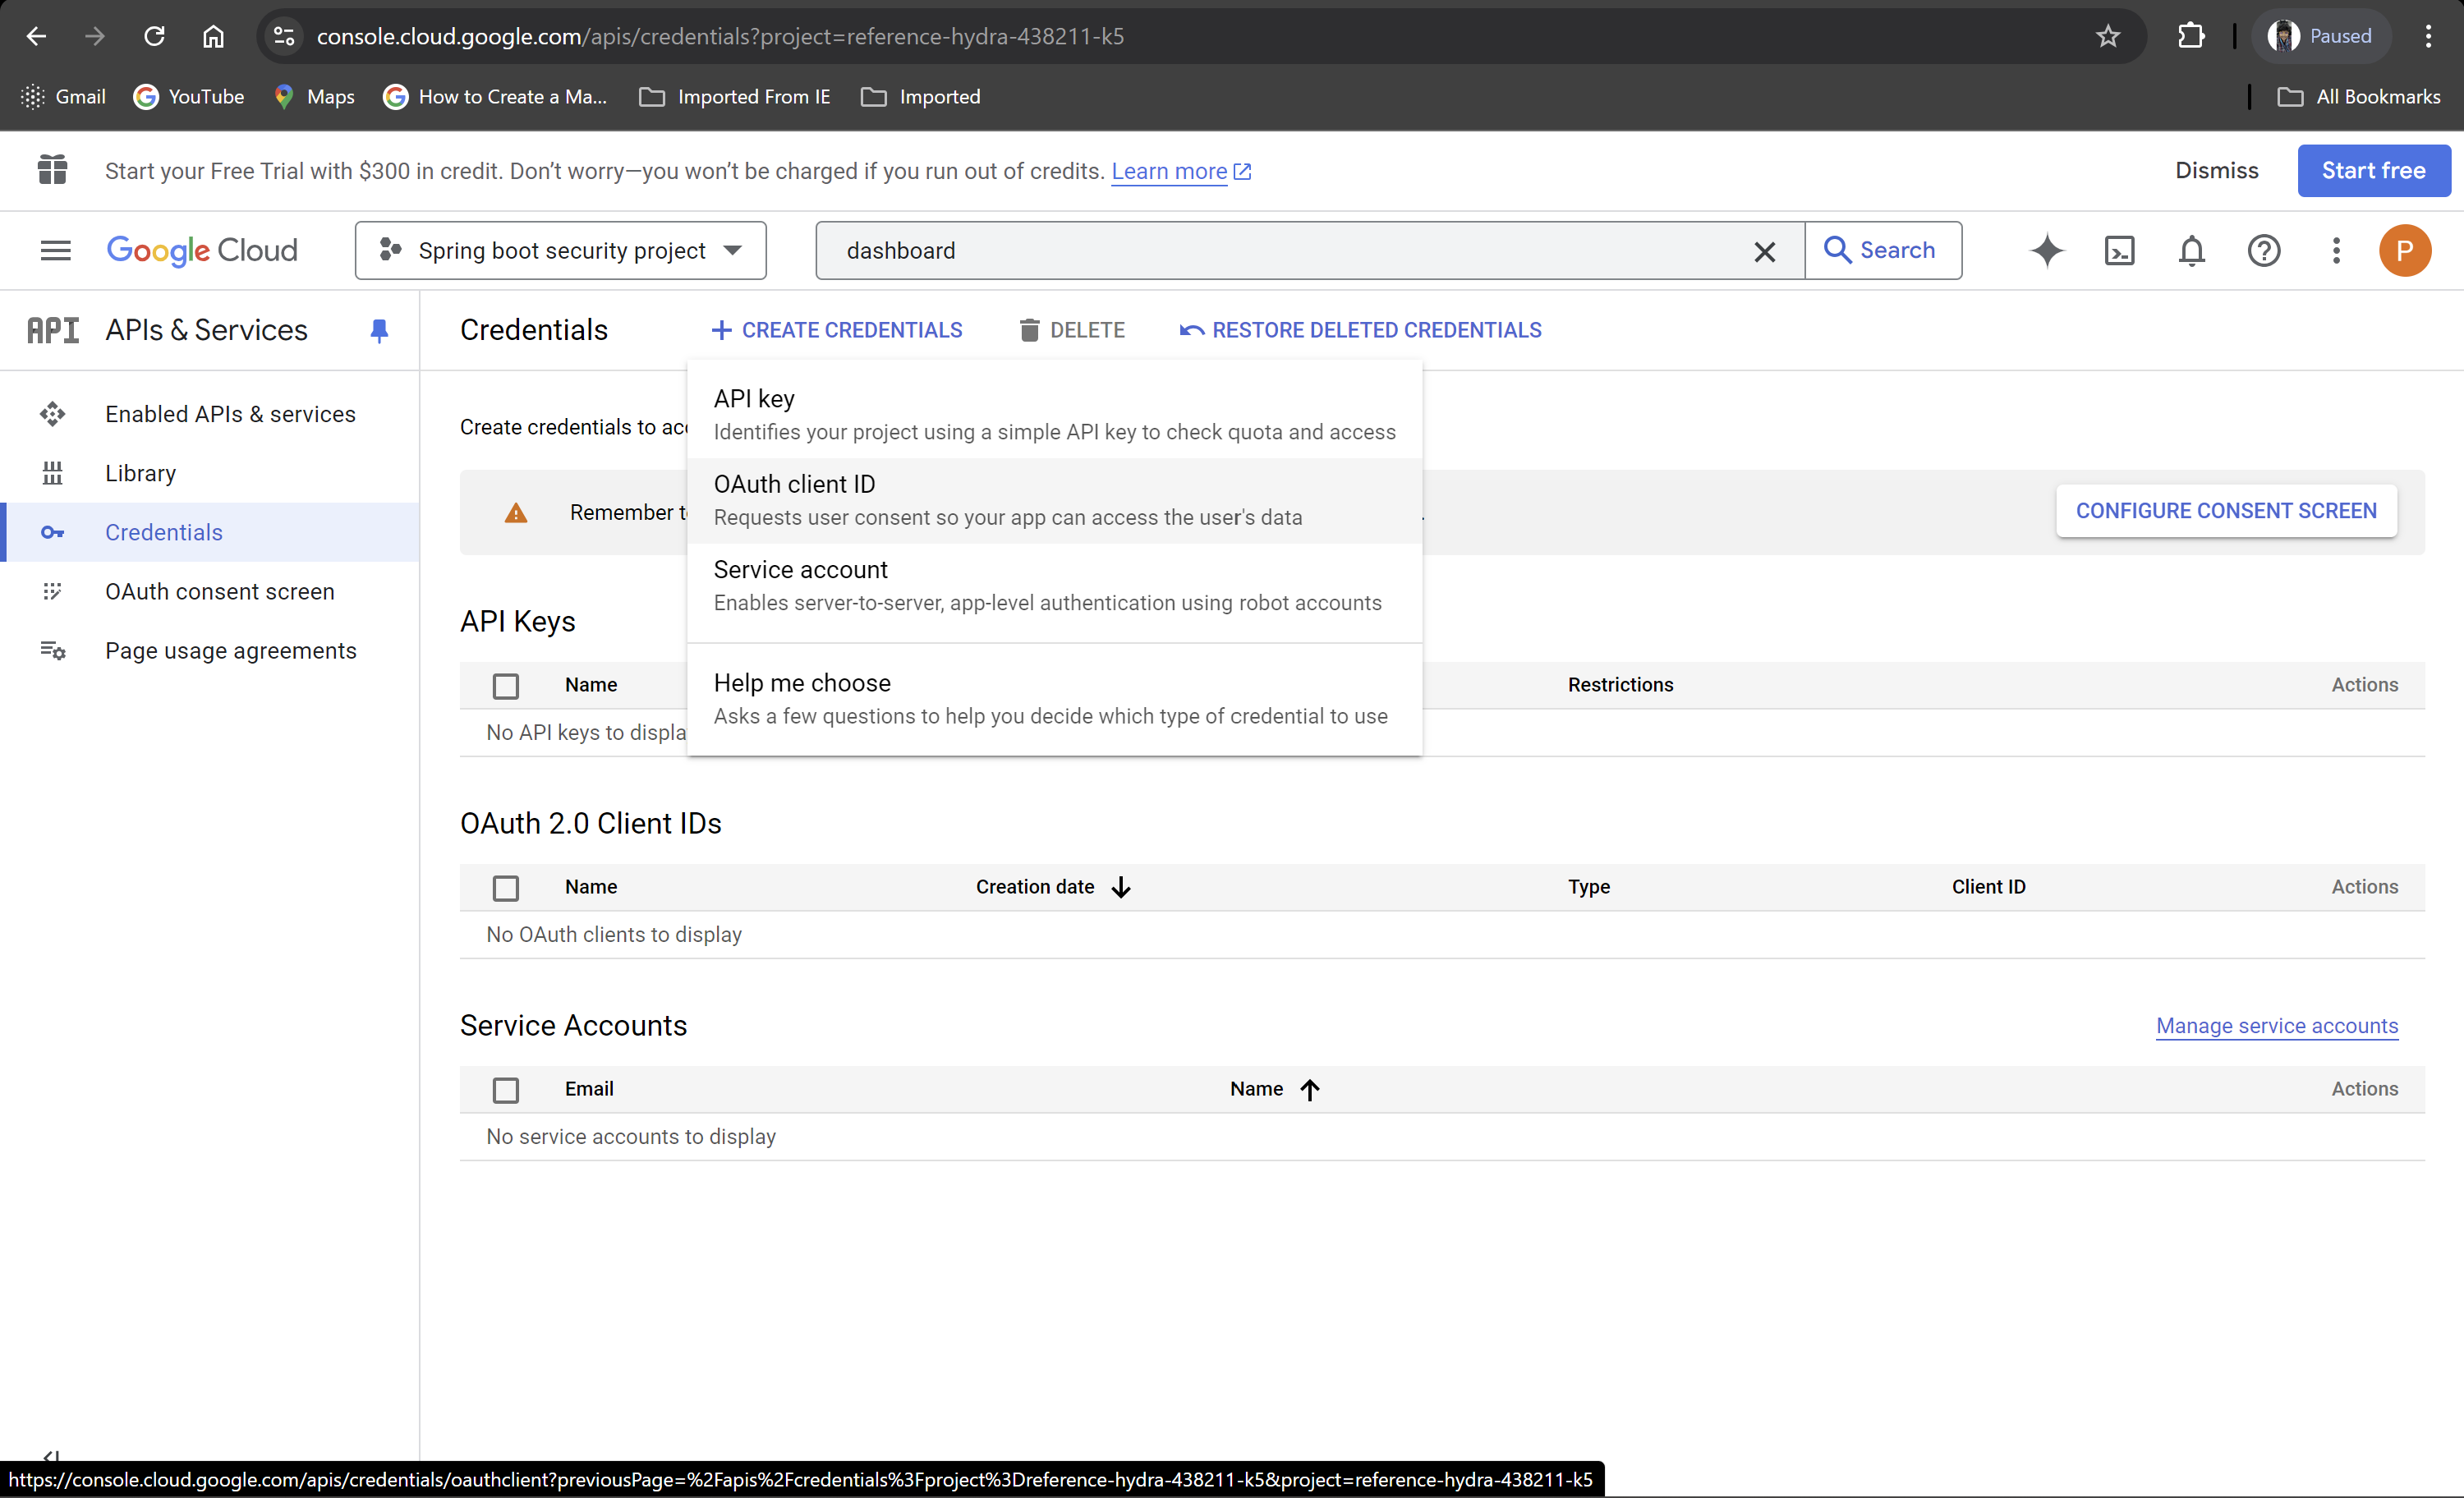 console.cloud.google.com/apis/credentials?project=reference-hydra-438211-k5
Paused
Gmail
YouTube
Maps
How to Create a Ma...
Imported From IE
Imported
All Bookmarks
Start your Free Trial with $300 in credit. Don’t worry—you won’t be charged if you run out of credits. Learn more
Dismiss
Start free
Google Cloud
Spring boot security project
dashboard
Search
P
API
APIs & Services
Credentials
CREATE CREDENTIALS
DELETE
RESTORE DELETED CREDENTIALS
Enabled APIs & services
Library
Credentials
OAuth consent screen
Page usage agreements
Create credentials to
API key
Identifies your project using a simple API key to check quota and access
OAuth client ID
Requests user consent so your app can access the user's data
Service account
Enables server-to-server, app-level authentication using robot accounts
Help me choose
Asks a few questions to help you decide which type of credential to use
Remember
CONFIGURE CONSENT SCREEN
API Keys
Name
Restrictions
Actions
No API keys to displa
OAuth 2.0 Client IDs
Name
Creation date
Type
Client ID
Actions
No OAuth clients to display
Service Accounts
Manage service accounts
Email
Name
Actions
No service accounts to display
https://console.cloud.google.com/apis/credentials/oauthclient?previousPage=%2Fapis%2Fcredentials%3Fproject%3Dreference-hydra-438211-k5&project=reference-hydra-438211-k5